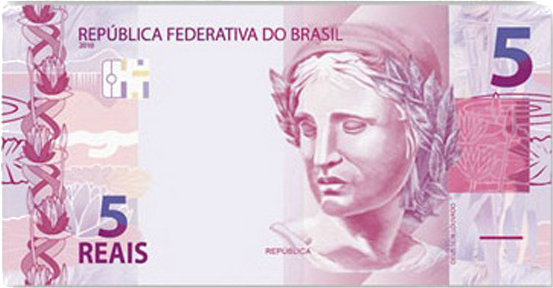 REPÚBLICA FEDERATIVA DO BRASIL
2010
5
5
REAIS
REPÚBLICA